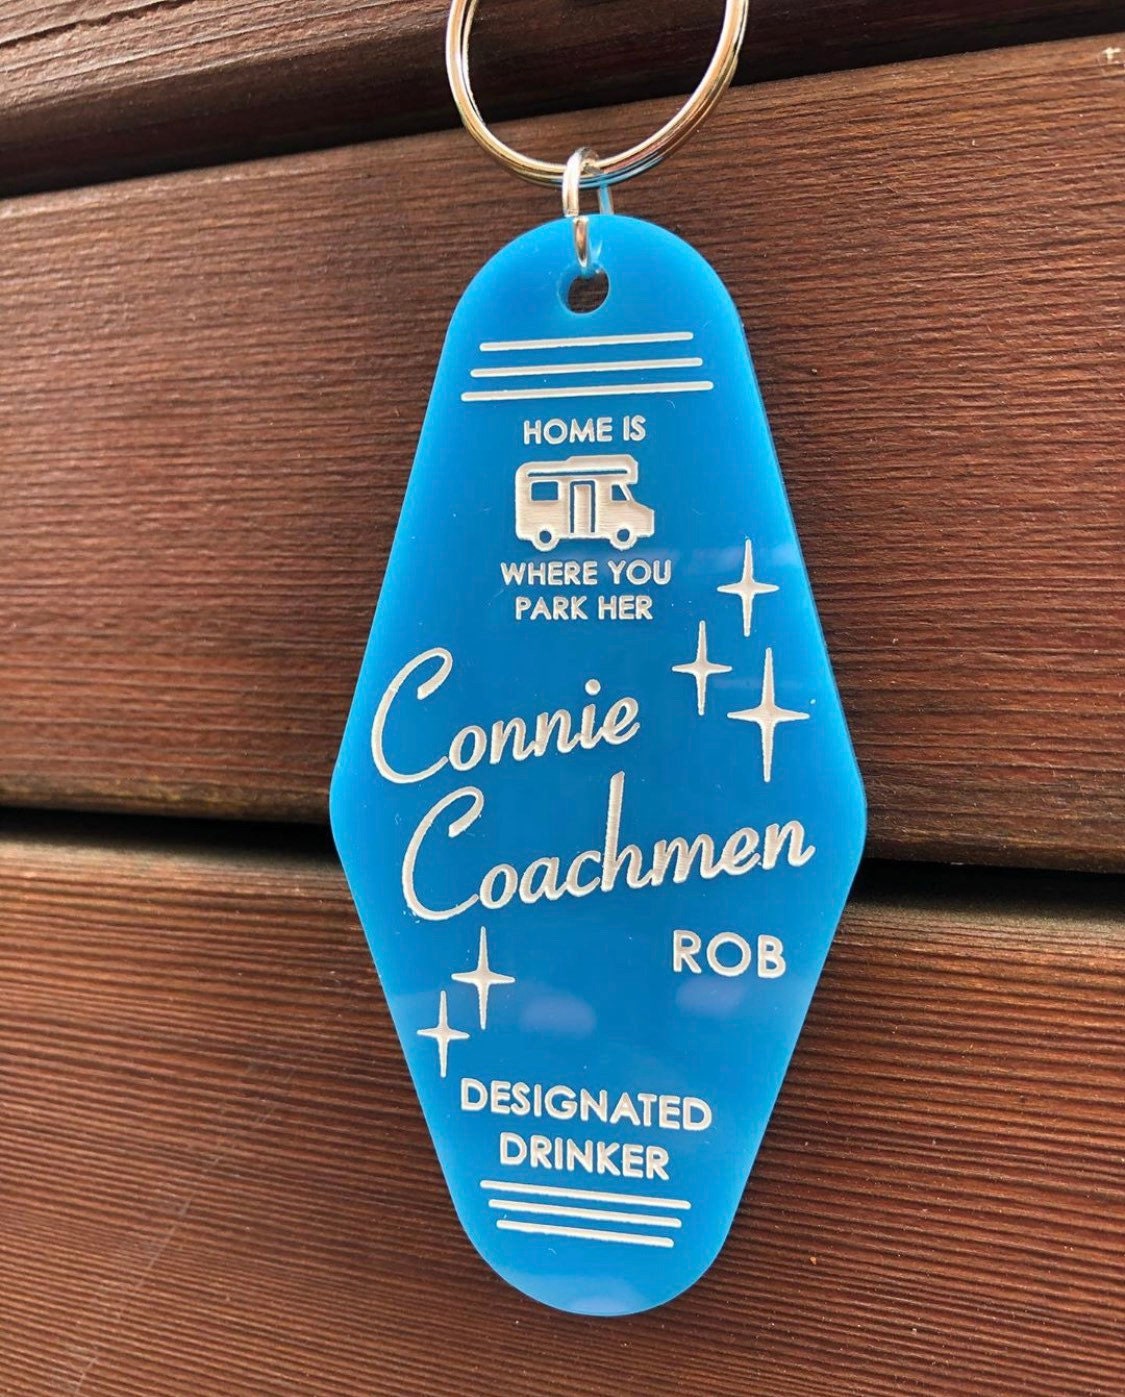 HOME IS
WHERE YOU
PARK HER
Connie
Coachmen
ROB
DESIGNATED
DRINKER